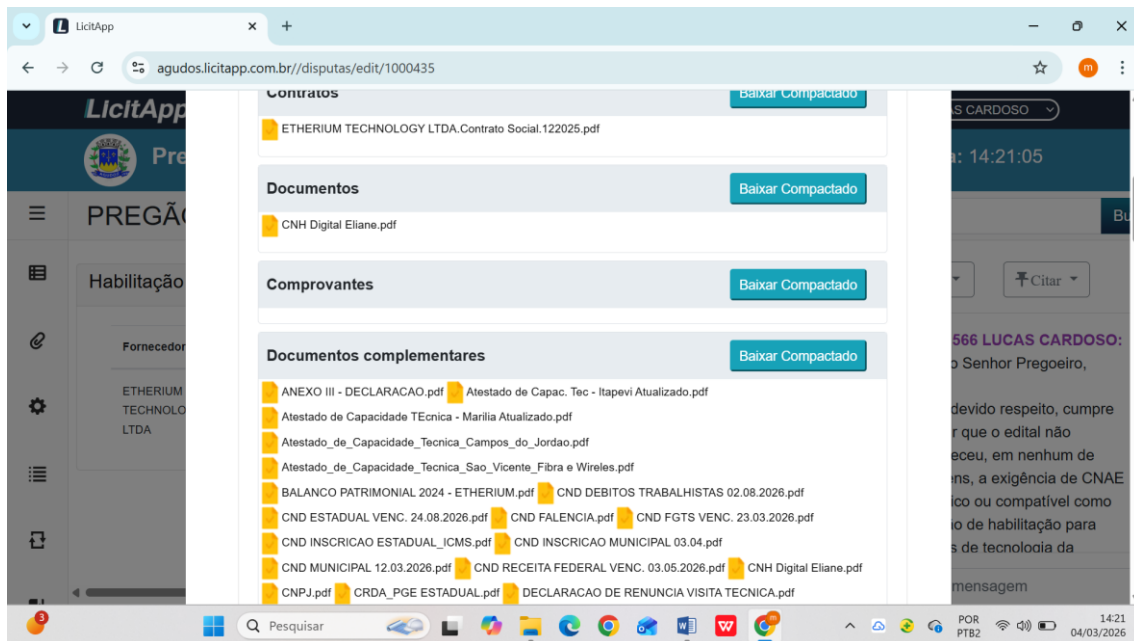 LicitApp
agudos.licitapp.com.br//disputas/edit/1000435
m
LicitApp
Contratos
Baixar Compactado
AS CARDOSO
ETHERIUM TECHNOLOGY LTDA.Contrato Social.122025.pdf
Pre
a: 14:21:05
Documentos
Baixar Compactado
PREGÃO
Bu
CNH Digital Eliane.pdf
Habilitação
Comprovantes
Baixar Compactado
Citar
Fornecedor
566 LUCAS CARDOSO:
Documentos complementares
Baixar Compactado
o Senhor Pregoeiro,
ETHERIUM
TECHNOLO
LTDA
ANEXO III - DECLARACAO.pdf Atestado de Capac. Tec - Itapevi Atualizado.pdf
Atestado de Capacidade TEcnica - Marilia Atualizado.pdf
Atestado_de_Capacidade_Tecnica_Campos_do_Jordao.pdf
Atestado_de_Capacidade_Tecnica_Sao_Vicente_Fibra e Wireles.pdf
BALANCO PATRIMONIAL 2024 - ETHERIUM.pdf CND DEBITOS TRABALHISTAS 02.08.2026.pdf
CND ESTADUAL VENC. 24.08.2026.pdf CND FALENCIA.pdf CND FGTS VENC. 23.03.2026.pdf
CND INSCRICAO ESTADUAL_ICMS.pdf CND INSCRICAO MUNICIPAL 03.04.pdf
CND MUNICIPAL 12.03.2026.pdf CND RECEITA FEDERAL VENC. 03.05.2026.pdf CNH Digital Eliane.pdf
CNPJ.pdf CRDA_PGE ESTADUAL.pdf DECLARACAO DE RENUNCIA VISITA TECNICA.pdf
devido respeito, cumpre
r que o edital não
eceu, em nenhum de
ens, a exigência de CNAE
ico ou compatível como
o de habilitação para
s de tecnologia da
mensagem
3
Pesquisar
POR
PTB2
14:21
04/03/2026